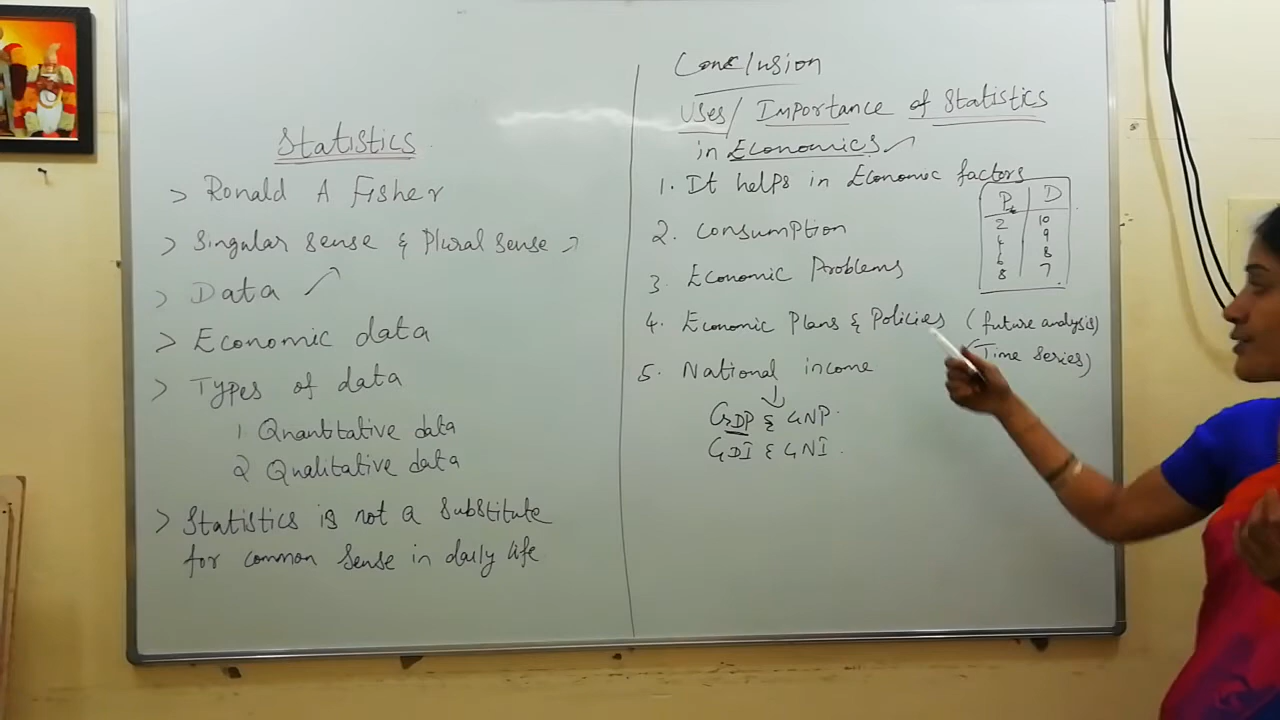 Statistics
> Ronald A Fisher
> Singular sense & Plural sense
> Data
> Economic data
> Types of data
1 Quantitative data
2 Qualitative data
> Statistics is not a substitute
for common sense in daily life
Conclusion
Uses/ Importance of Statistics
in Economics
1. It helps in Economic factors
2. Consumption
3 Economic Problems
4. Economic Plans & Policies (future analysis)
(Time series)
5. National income
GDP & GNP.
GDI & GNI.
P D
2 10
4 9
6 8
8 7